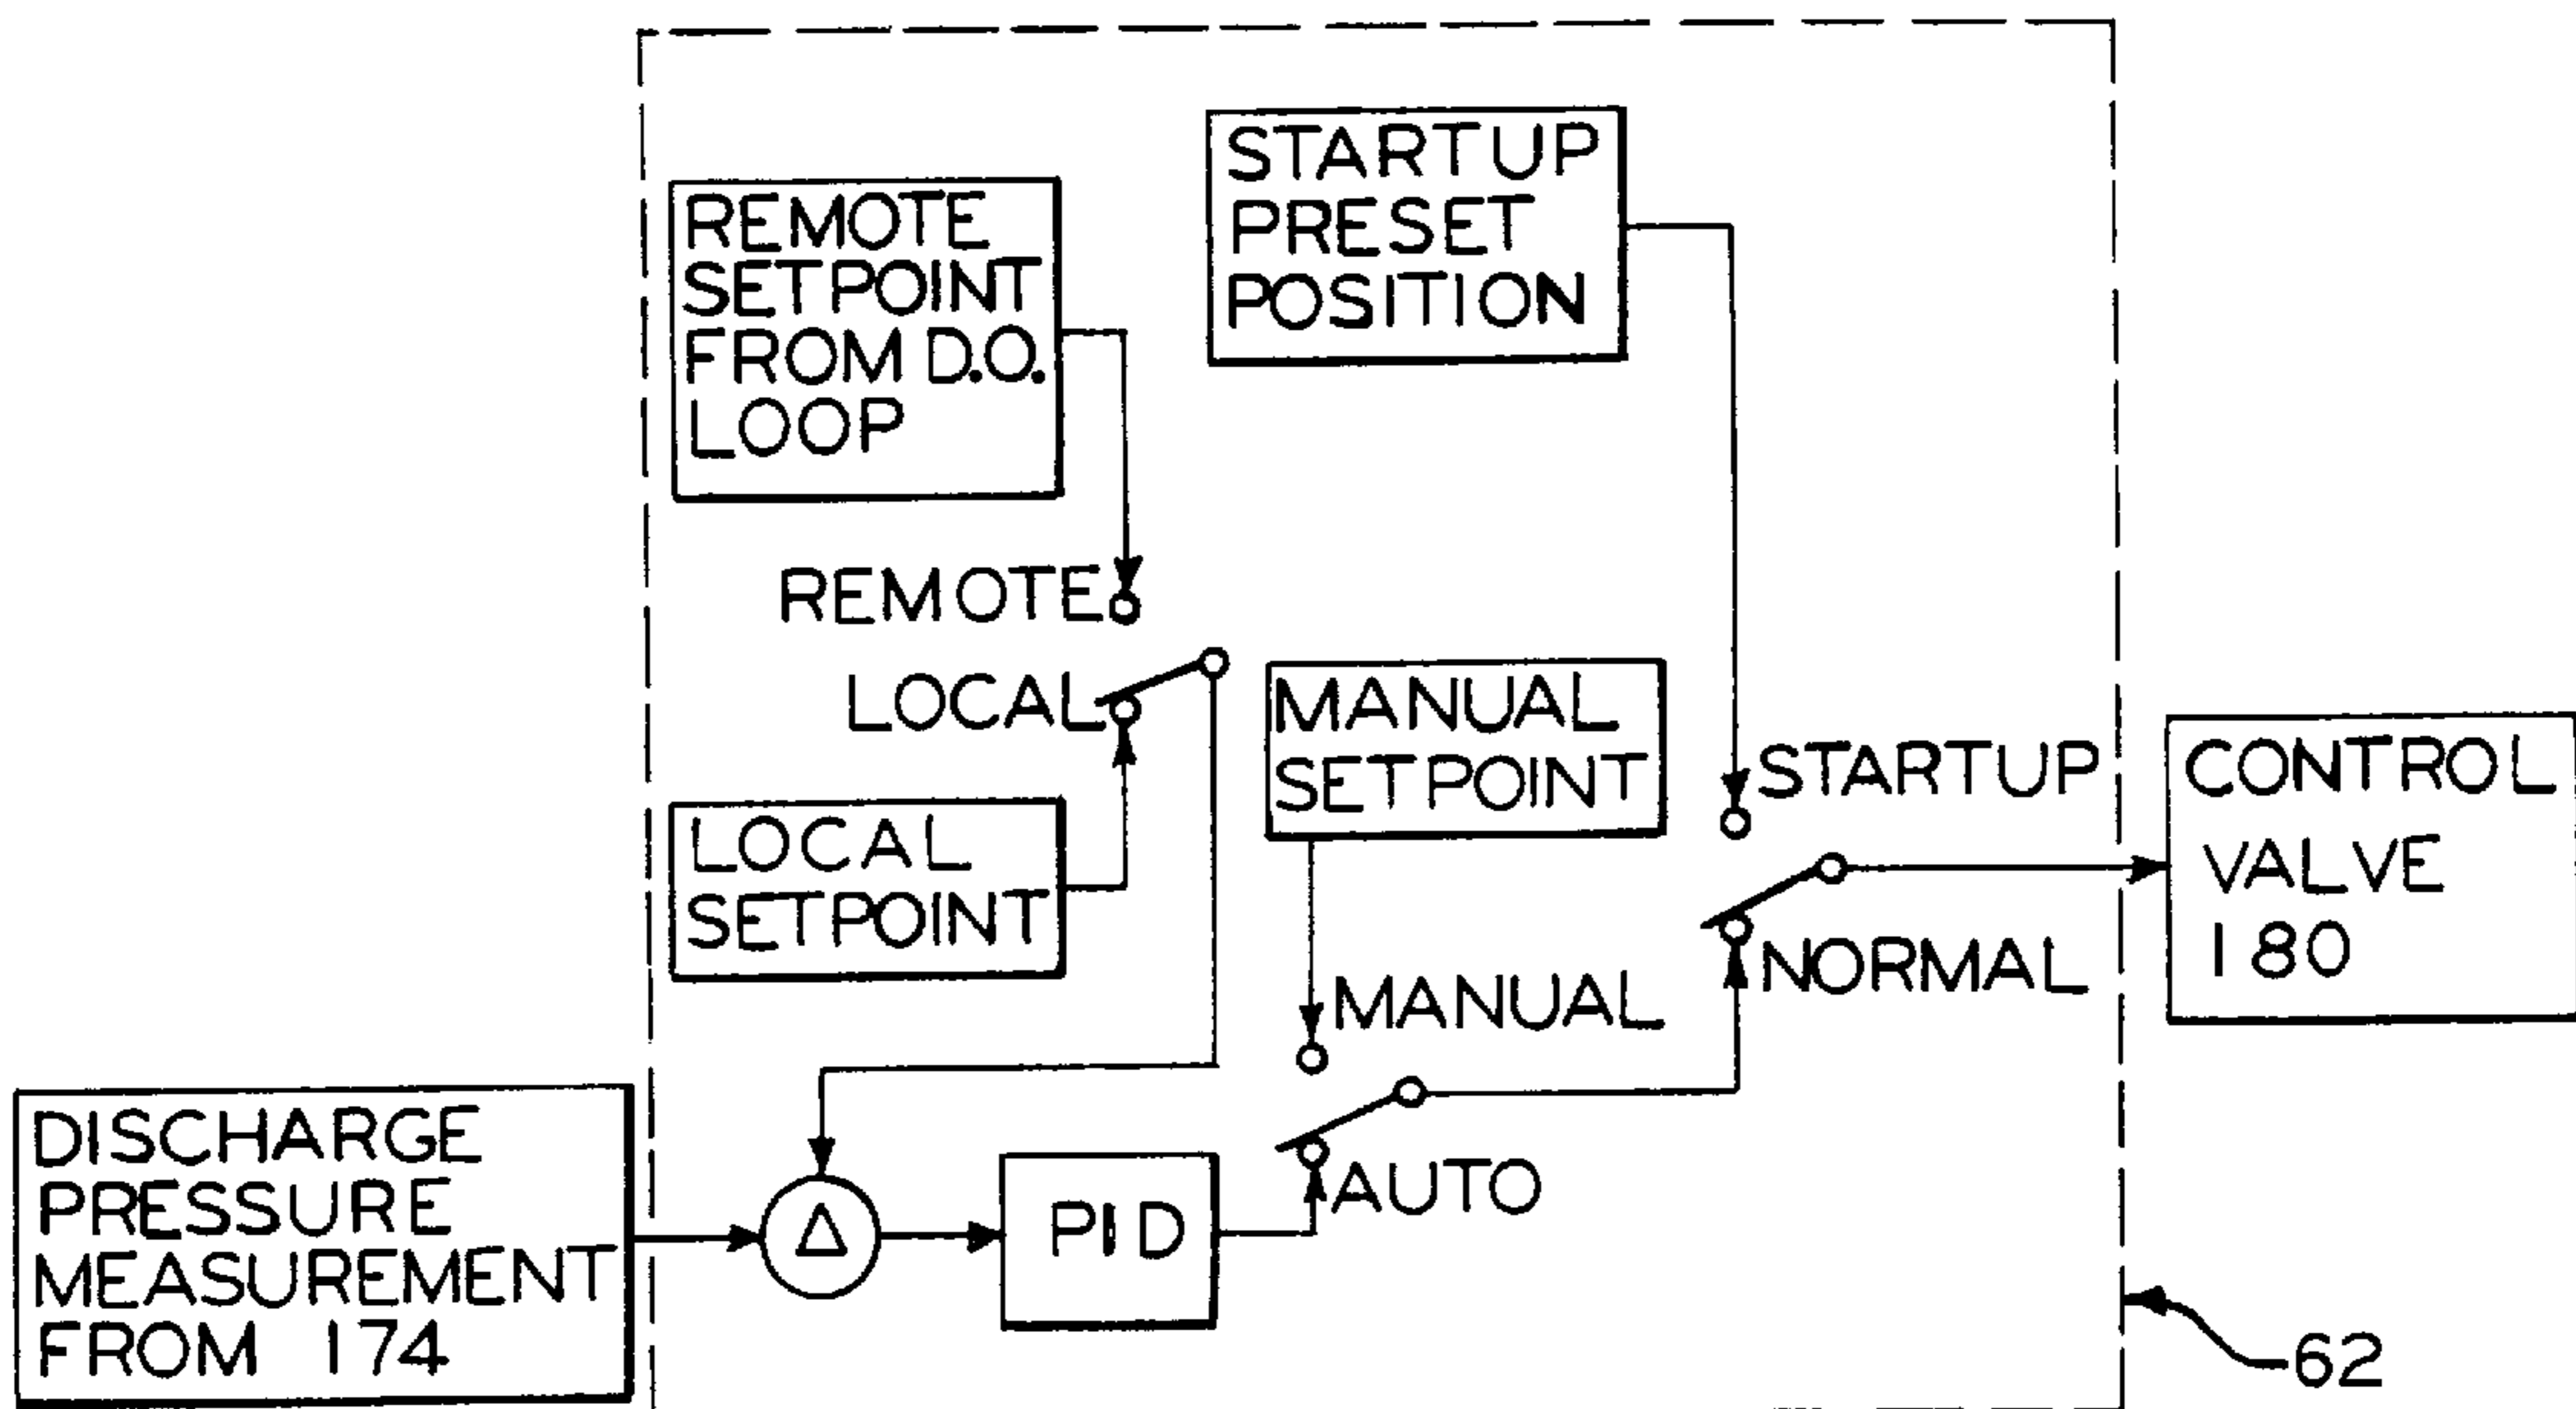 STARTUP
PRESET
POSITION
REMOTE
SETPOINT
FROM D.O.
LOOP
REMOTE
LOCAL
MANUAL
SETPOINT
STARTUP
CONTROL
VALVE
180
LOCAL
SETPOINT
NORMAL
MANUAL
DISCHARGE
PRESSURE
MEASUREMENT
FROM 174
Δ
PID
AUTO
62